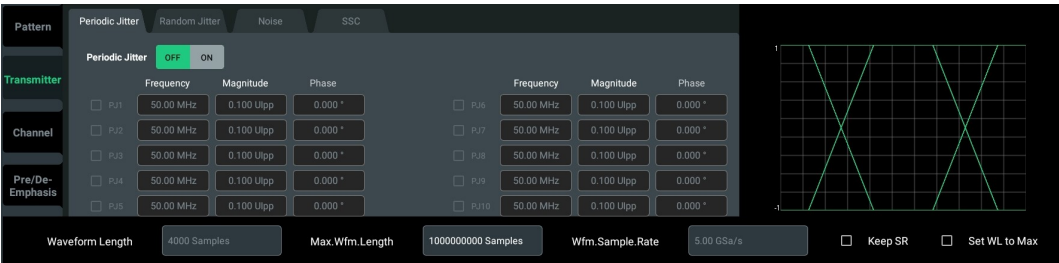 Pattern
Transmitter
Channel
Pre/De-
Emphasis
Periodic Jitter Random Jitter Noise SSC
Periodic Jitter OFF ON
Frequency Magnitude Phase Frequency Magnitude Phase
PJ1 50.00 MHz 0.100 UIpp 0.000 ° PJ6 50.00 MHz 0.100 UIpp 0.000 °
PJ2 50.00 MHz 0.100 UIpp 0.000 ° PJ7 50.00 MHz 0.100 UIpp 0.000 °
PJ3 50.00 MHz 0.100 UIpp 0.000 ° PJ8 50.00 MHz 0.100 UIpp 0.000 °
PJ4 50.00 MHz 0.100 UIpp 0.000 ° PJ9 50.00 MHz 0.100 UIpp 0.000 °
PJ5 50.00 MHz 0.100 UIpp 0.000 ° PJ10 50.00 MHz 0.100 UIpp 0.000 °
1
-1
Waveform Length 4000 Samples Max.Wfm.Length 1000000000 Samples Wfm.Sample.Rate 5.00 GSa/s Keep SR Set WL to Max